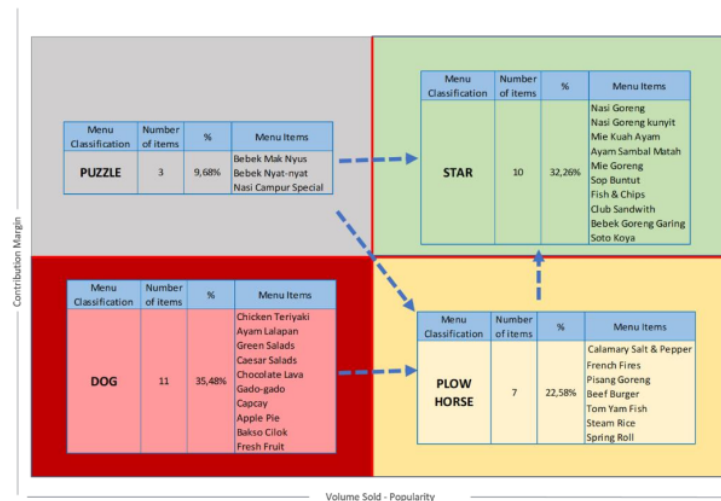 Contribution Margin
Menu Classification
Number of items
%
Menu Items
PUZZLE
3
9,68%
Bebek Mak Nyus
Bebek Nyat-nyat
Nasi Campur Special
Menu Classification
Number of items
%
Menu Items
STAR
10
32,26%
Nasi Goreng
Nasi Goreng kunyit
Mie Kuah Ayam
Ayam Sambal Matah
Mie Goreng
Sop Buntut
Fish & Chips
Club Sandwith
Bebek Goreng Garing
Soto Koya
Menu Classification
Number of items
%
Menu Items
DOG
11
35,48%
Chicken Teriyaki
Ayam Lalapan
Green Salads
Caesar Salads
Chocolate Lava
Gado-gado
Capcay
Apple Pie
Bakso Cilok
Fresh Fruit
Menu Classification
Number of items
%
Menu Items
PLOW HORSE
7
22,58%
Calamary Salt & Pepper
French Fires
Pisang Goreng
Beef Burger
Tom Yam Fish
Steam Rice
Spring Roll
Volume Sold - Popularity